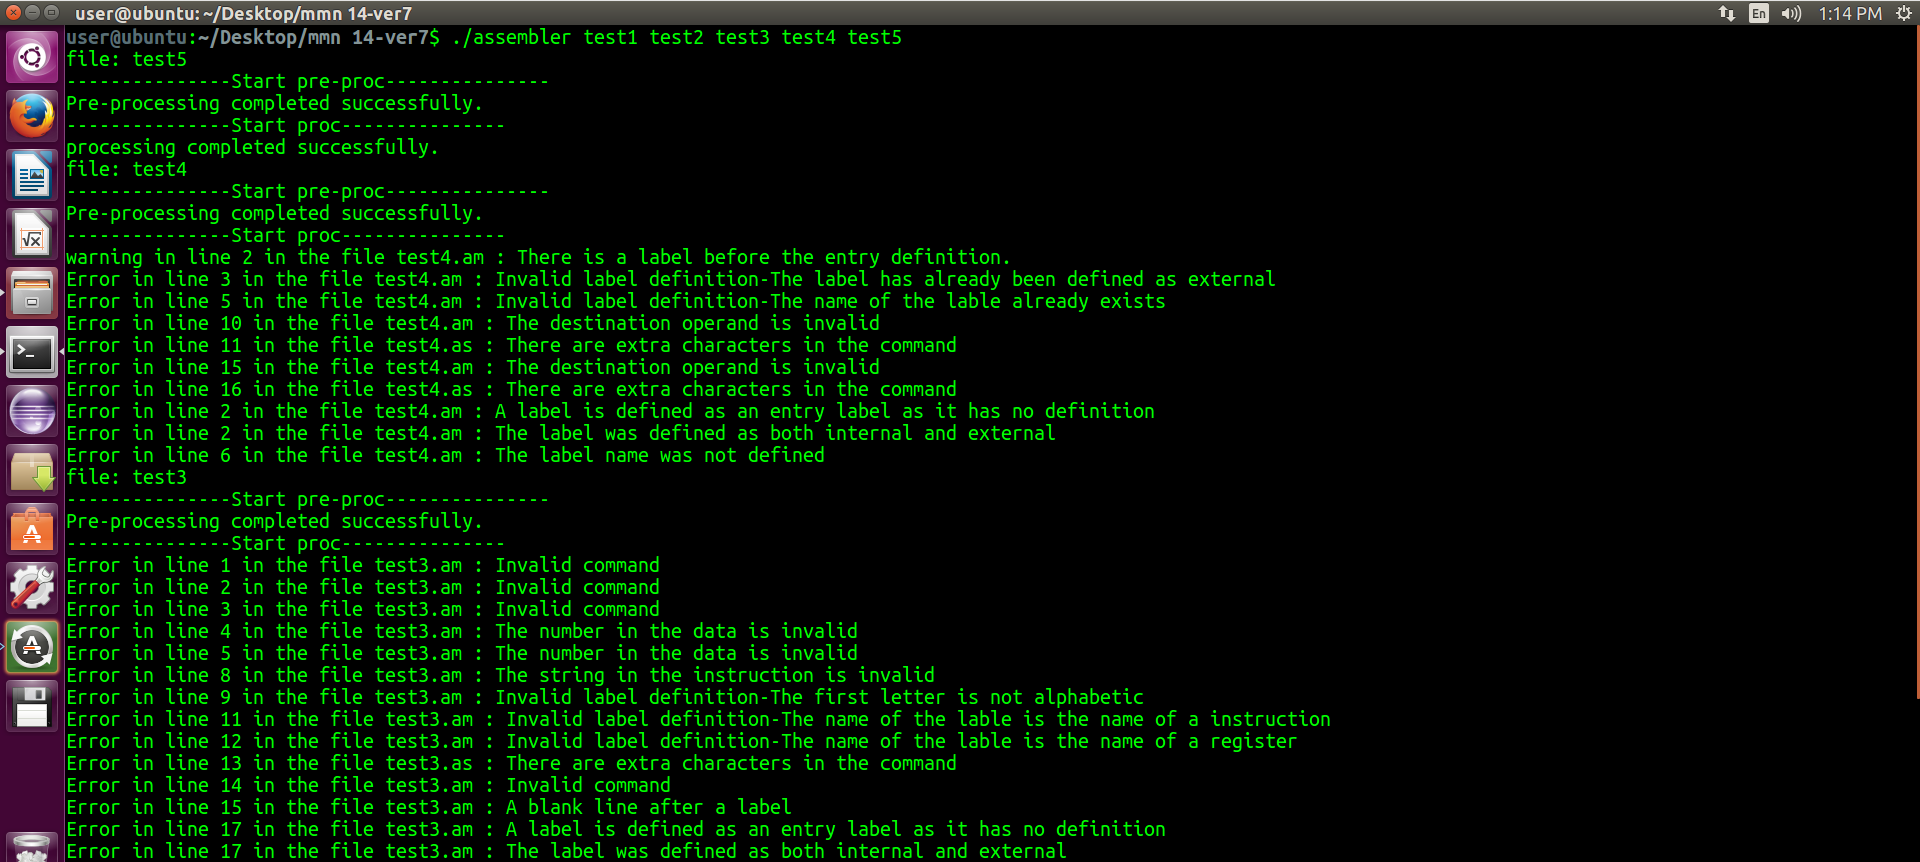 user@ubuntu: ~/Desktop/mmn 14-ver7
En
1:14 PM
user@ubuntu:~/Desktop/mmn 14-ver7$ ./assembler test1 test2 test3 test4 test5
file: test5
---------------Start pre-proc---------------
Pre-processing completed successfully.
---------------Start proc---------------
processing completed successfully.
file: test4
---------------Start pre-proc---------------
Pre-processing completed successfully.
---------------Start proc---------------
warning in line 2 in the file test4.am : There is a label before the entry definition.
Error in line 3 in the file test4.am : Invalid label definition-The label has already been defined as external
Error in line 5 in the file test4.am : Invalid label definition-The name of the lable already exists
Error in line 10 in the file test4.am : The destination operand is invalid
Error in line 11 in the file test4.as : There are extra characters in the command
Error in line 15 in the file test4.am : The destination operand is invalid
Error in line 16 in the file test4.as : There are extra characters in the command
Error in line 2 in the file test4.am : A label is defined as an entry label as it has no definition
Error in line 2 in the file test4.am : The label was defined as both internal and external
Error in line 6 in the file test4.am : The label name was not defined
file: test3
---------------Start pre-proc---------------
Pre-processing completed successfully.
---------------Start proc---------------
Error in line 1 in the file test3.am : Invalid command
Error in line 2 in the file test3.am : Invalid command
Error in line 3 in the file test3.am : Invalid command
Error in line 4 in the file test3.am : The number in the data is invalid
Error in line 5 in the file test3.am : The number in the data is invalid
Error in line 8 in the file test3.am : The string in the instruction is invalid
Error in line 9 in the file test3.am : Invalid label definition-The first letter is not alphabetic
Error in line 11 in the file test3.am : Invalid label definition-The name of the lable is the name of a instruction
Error in line 12 in the file test3.am : Invalid label definition-The name of the lable is the name of a register
Error in line 13 in the file test3.as : There are extra characters in the command
Error in line 14 in the file test3.am : Invalid command
Error in line 15 in the file test3.am : A blank line after a label
Error in line 17 in the file test3.am : A label is defined as an entry label as it has no definition
Error in line 17 in the file test3.am : The label was defined as both internal and external